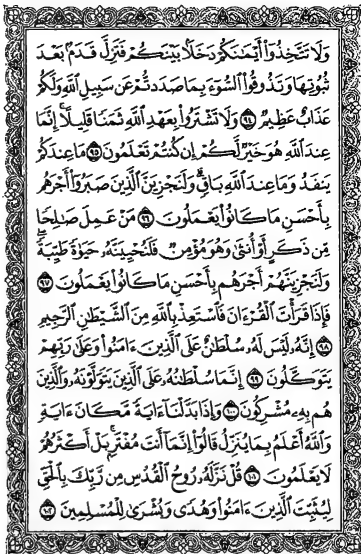 وَلَا تَتَّخِذُوٓا۟ أَيْمَٰنَكُمْ دَخَلًۢا بَيْنَكُمْ فَتَزِلَّ قَدَمٌۢ بَعْدَ
ثُبُوتِهَا وَتَذُوقُوا۟ ٱلسُّوٓءَ بِمَا صَدَدتُّمْ عَن سَبِيلِ ٱللَّهِ وَلَكُمْ
عَذَابٌ عَظِيمٌ ٩٤ وَلَا تَشْتَرُوا۟ بِعَهْدِ ٱللَّهِ ثَمَنًا قَلِيلًا إِنَّمَا
عِندَ ٱللَّهِ هُوَ خَيْرٌ لَّكُمْ إِن كُنتُمْ تَعْلَمُونَ ٩٥ مَا عِندَكُمْ
يَنفَدُ وَمَا عِندَ ٱللَّهِ بَاقٍ وَلَنَجْزِيَنَّ ٱلَّذِينَ صَبَرُوٓا۟ أَجْرَهُم
بِأَحْسَنِ مَا كَانُوا۟ يَعْمَلُونَ ٩٦ مَنْ عَمِلَ صَٰلِحًا
مِّن ذَكَرٍ أَوْ أُنثَىٰ وَهُوَ مُؤْمِنٌ فَلَنُحْيِيَنَّهُۥ حَيَوٰةً طَيِّبَةً
وَلَنَجْزِيَنَّهُمْ أَجْرَهُم بِأَحْسَنِ مَا كَانُوا۟ يَعْمَلُونَ ٩٧
فَإِذَا قَرَأْتَ ٱلْقُرْءَانَ فَٱسْتَعِذْ بِٱللَّهِ مِنَ ٱلشَّيْطَٰنِ ٱلرَّجِيمِ
٩٨ إِنَّهُۥ لَيْسَ لَهُۥ سُلْطَٰنٌ عَلَى ٱلَّذِينَ ءَامَنُوا۟ وَعَلَىٰ رَبِّهِمْ
يَتَوَكَّلُونَ ٩٩ إِنَّمَا سُلْطَٰنُهُۥ عَلَى ٱلَّذِينَ يَتَوَلَّوْنَهُۥ وَٱلَّذِينَ
هُم بِهِۦ مُشْرِكُونَ ١٠٠ وَإِذَا بَدَّلْنَآ ءَايَةً مَّكَانَ ءَايَةٍ
وَٱللَّهُ أَعْلَمُ بِمَا يُنَزِّلُ قَالُوٓا۟ إِنَّمَآ أَنتَ مُفْتَرٍۭ بَلْ أَكْثَرُهُمْ
لَا يَعْلَمُونَ ١٠١ قُلْ نَزَّلَهُۥ رُوحُ ٱلْقُدُسِ مِن رَّبِّكَ بِٱلْحَقِّ
لِيُثَبِّتَ ٱلَّذِينَ ءَامَنُوا۟ وَهُدًى وَبُشْرَىٰ لِلْمُسْلِمِينَ ١٠٢